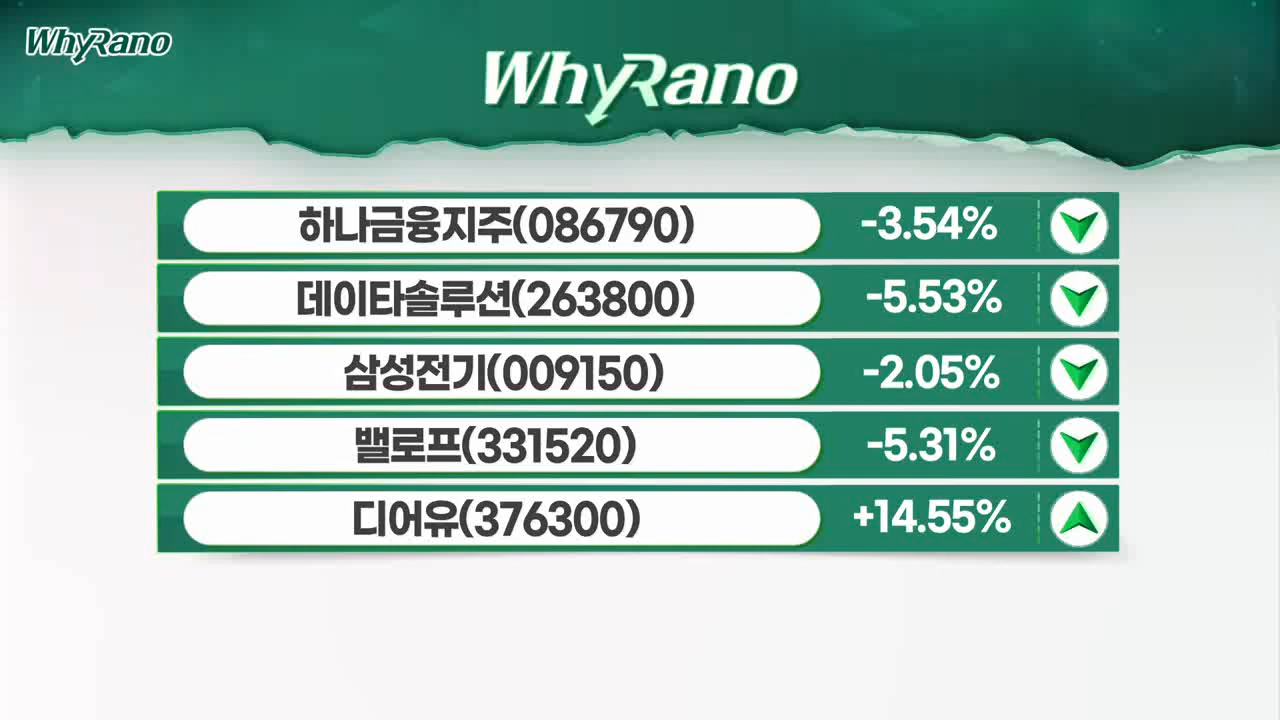 WhyRano
WhyRano
하나금융지주(086790) -3.54%
데이타솔루션(263800) -5.53%
삼성전기(009150) -2.05%
밸로프(331520) -5.31%
디어유(376300) +14.55%